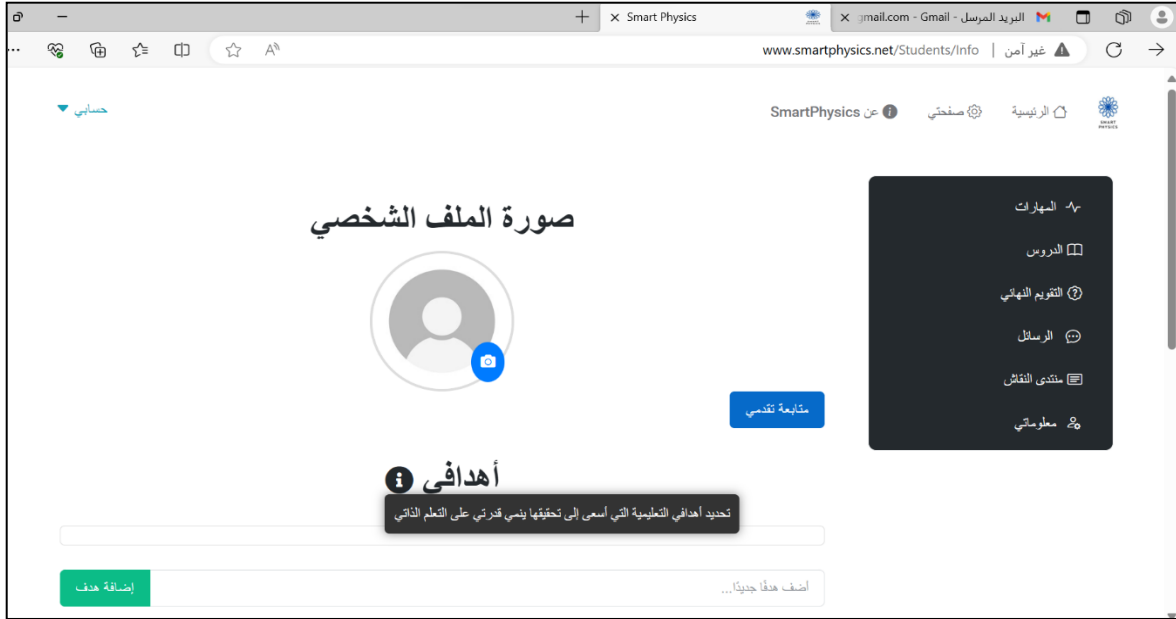 البريد المرسل - gmail.com - Gmail
Smart Physics
غير آمن | www.smartphysics.net/Students/Info
SMART PHYSICS
الرئيسية
صفحتي
عن SmartPhysics
حسابي
المهارات
الدروس
التقويم النهائي
الرسائل
منتدى النقاش
معلوماتي
صورة الملف الشخصي
متابعة تقدمي
أهدافي
تحديد أهدافي التعليمية التي أسعى إلى تحقيقها ينمي قدرتي على التعلم الذاتي
أضف هدفًا جديدًا...
إضافة هدف